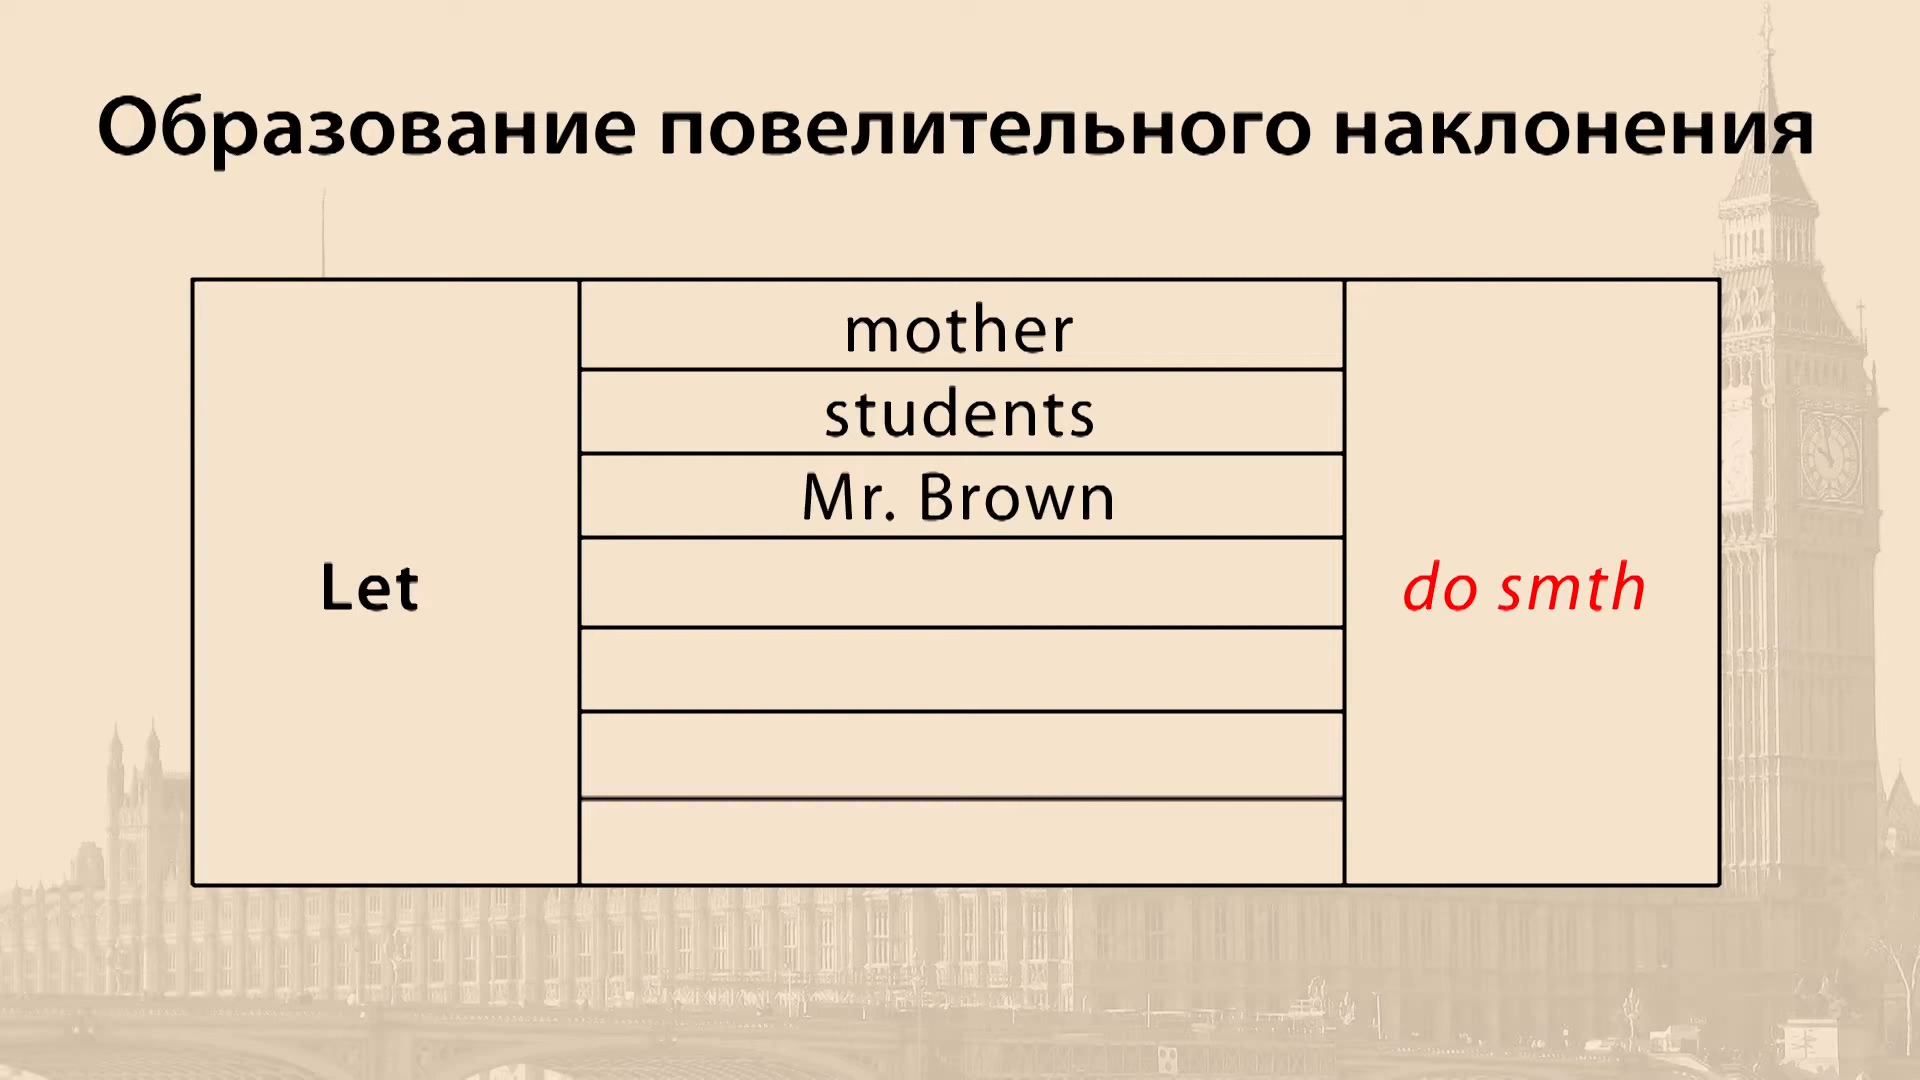 Образование повелительного наклонения
mother
students
Mr. Brown
Let
do smth